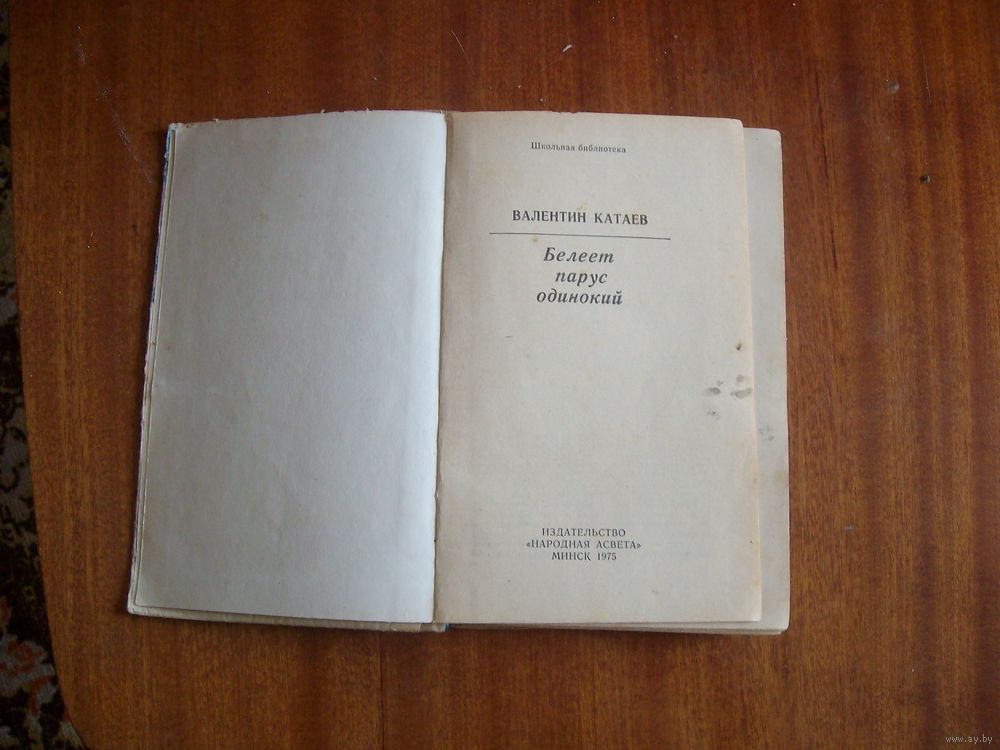 Школьная библиотека
ВАЛЕНТИН КАТАЕВ
Белеет
парус
одинокий
ИЗДАТЕЛЬСТВО
«НАРОДНАЯ АСВЕТА»
МИНСК 1975
www.ay.by